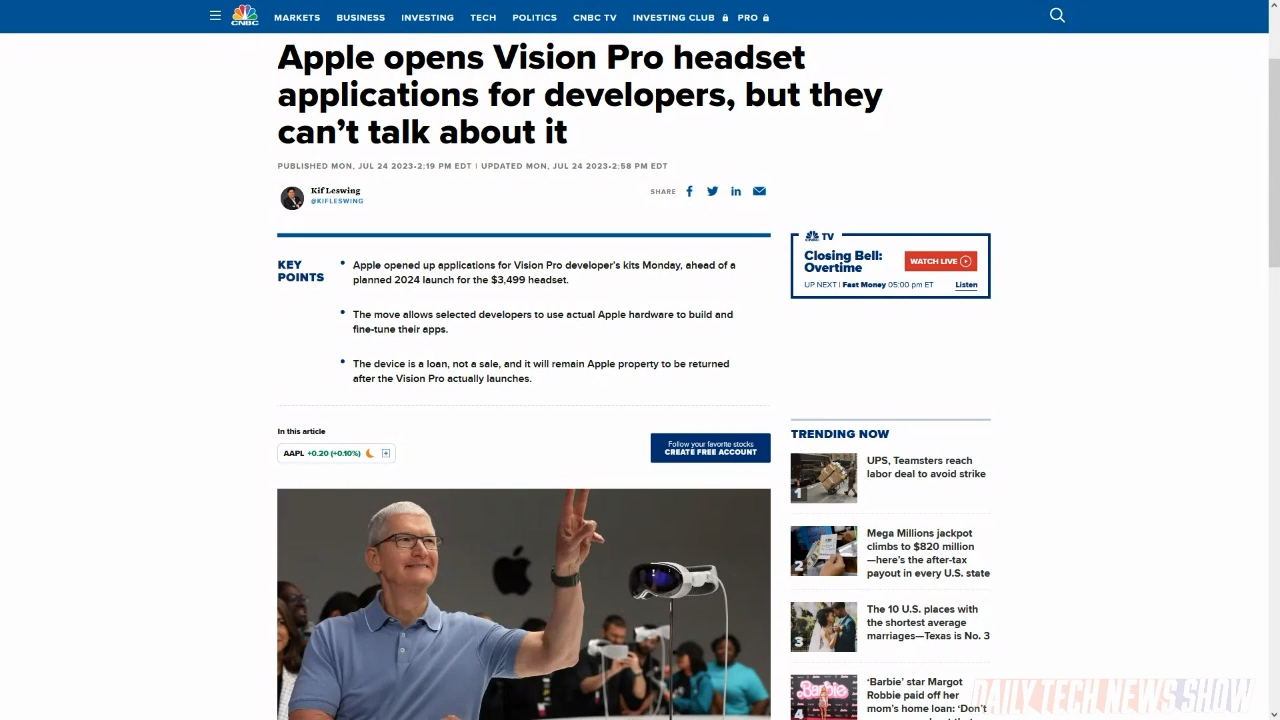 CNBC
MARKETS
BUSINESS
INVESTING
TECH
POLITICS
CNBC TV
INVESTING CLUB
PRO
Apple opens Vision Pro headset
applications for developers, but they
can’t talk about it
PUBLISHED MON, JUL 24 2023•2:19 PM EDT | UPDATED MON, JUL 24 2023•2:58 PM EDT
Kif Leswing
@KIFLESWING
SHARE
KEY
POINTS
Apple opened up applications for Vision Pro developer's kits Monday, ahead of a
planned 2024 launch for the $3,499 headset.
The move allows selected developers to use actual Apple hardware to build and
fine-tune their apps.
The device is a loan, not a sale, and it will remain Apple property to be returned
after the Vision Pro actually launches.
TV
Closing Bell:
Overtime
WATCH LIVE
UP NEXT | Fast Money 05:00 pm ET
Listen
In this article
AAPL +0.20 (+0.10%)
Follow your favorite stocks
CREATE FREE ACCOUNT
TRENDING NOW
1
UPS, Teamsters reach
labor deal to avoid strike
2
Mega Millions jackpot
climbs to $820 million
—here's the after-tax
payout in every U.S. state
3
The 10 U.S. places with
the shortest average
marriages—Texas is No. 3
4
Barbie
‘Barbie’ star Margot
Robbie paid off her
mom's home loan: ‘Don't
DAILY TECH NEWS SHOW